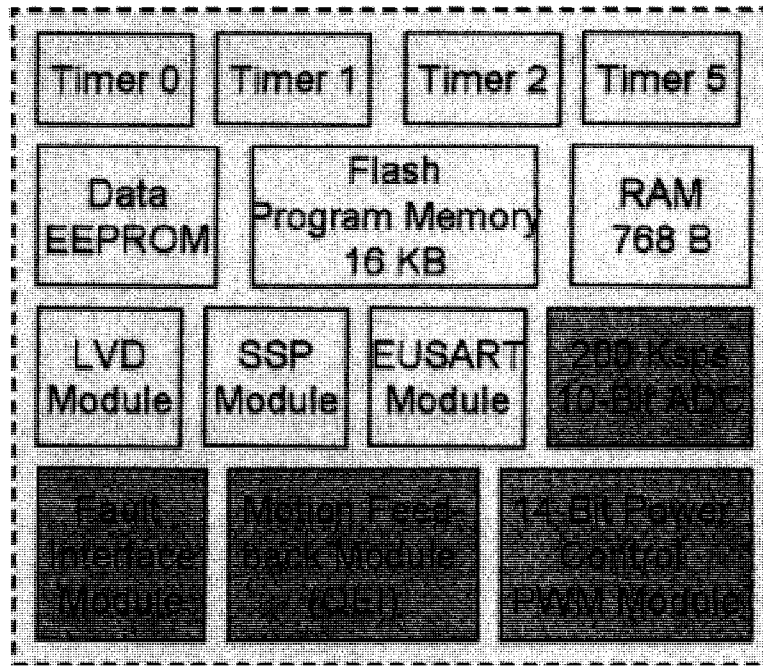 Timer 0
Timer 1
Timer 2
Timer 5
Data
EEPROM
Flash
Program Memory
16 KB
RAM
768 B
LVD
Module
SSP
Module
EUSART
Module
200-Ksps
10-Bit ADC
Fault
Interface
Module
Motion Feed-
back Module
14-Bit Power
Control
PWM Module